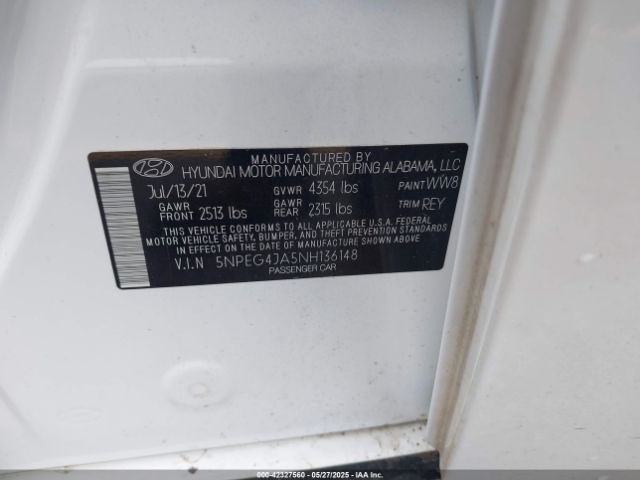 MANUFACTURED BY
HYUNDAI MOTOR MANUFACTURING ALABAMA, LLC
Jul/13/21 GVWR 4354 lbs PAINT WW8
GAWR FRONT 2513 lbs GAWR REAR 2315 lbs TRIM REY
THIS VEHICLE CONFORMS TO ALL APPLICABLE U.S.A. FEDERAL
MOTOR VEHICLE SAFETY, BUMPER, AND THEFT PREVENTION STANDARDS
IN EFFECT ON THE DATE OF MANUFACTURE SHOWN ABOVE.
V.I.N 5NPEG4JA5NH136148
PASSENGER CAR
000-42327560 - 05/27/2025 - IAAI.COM